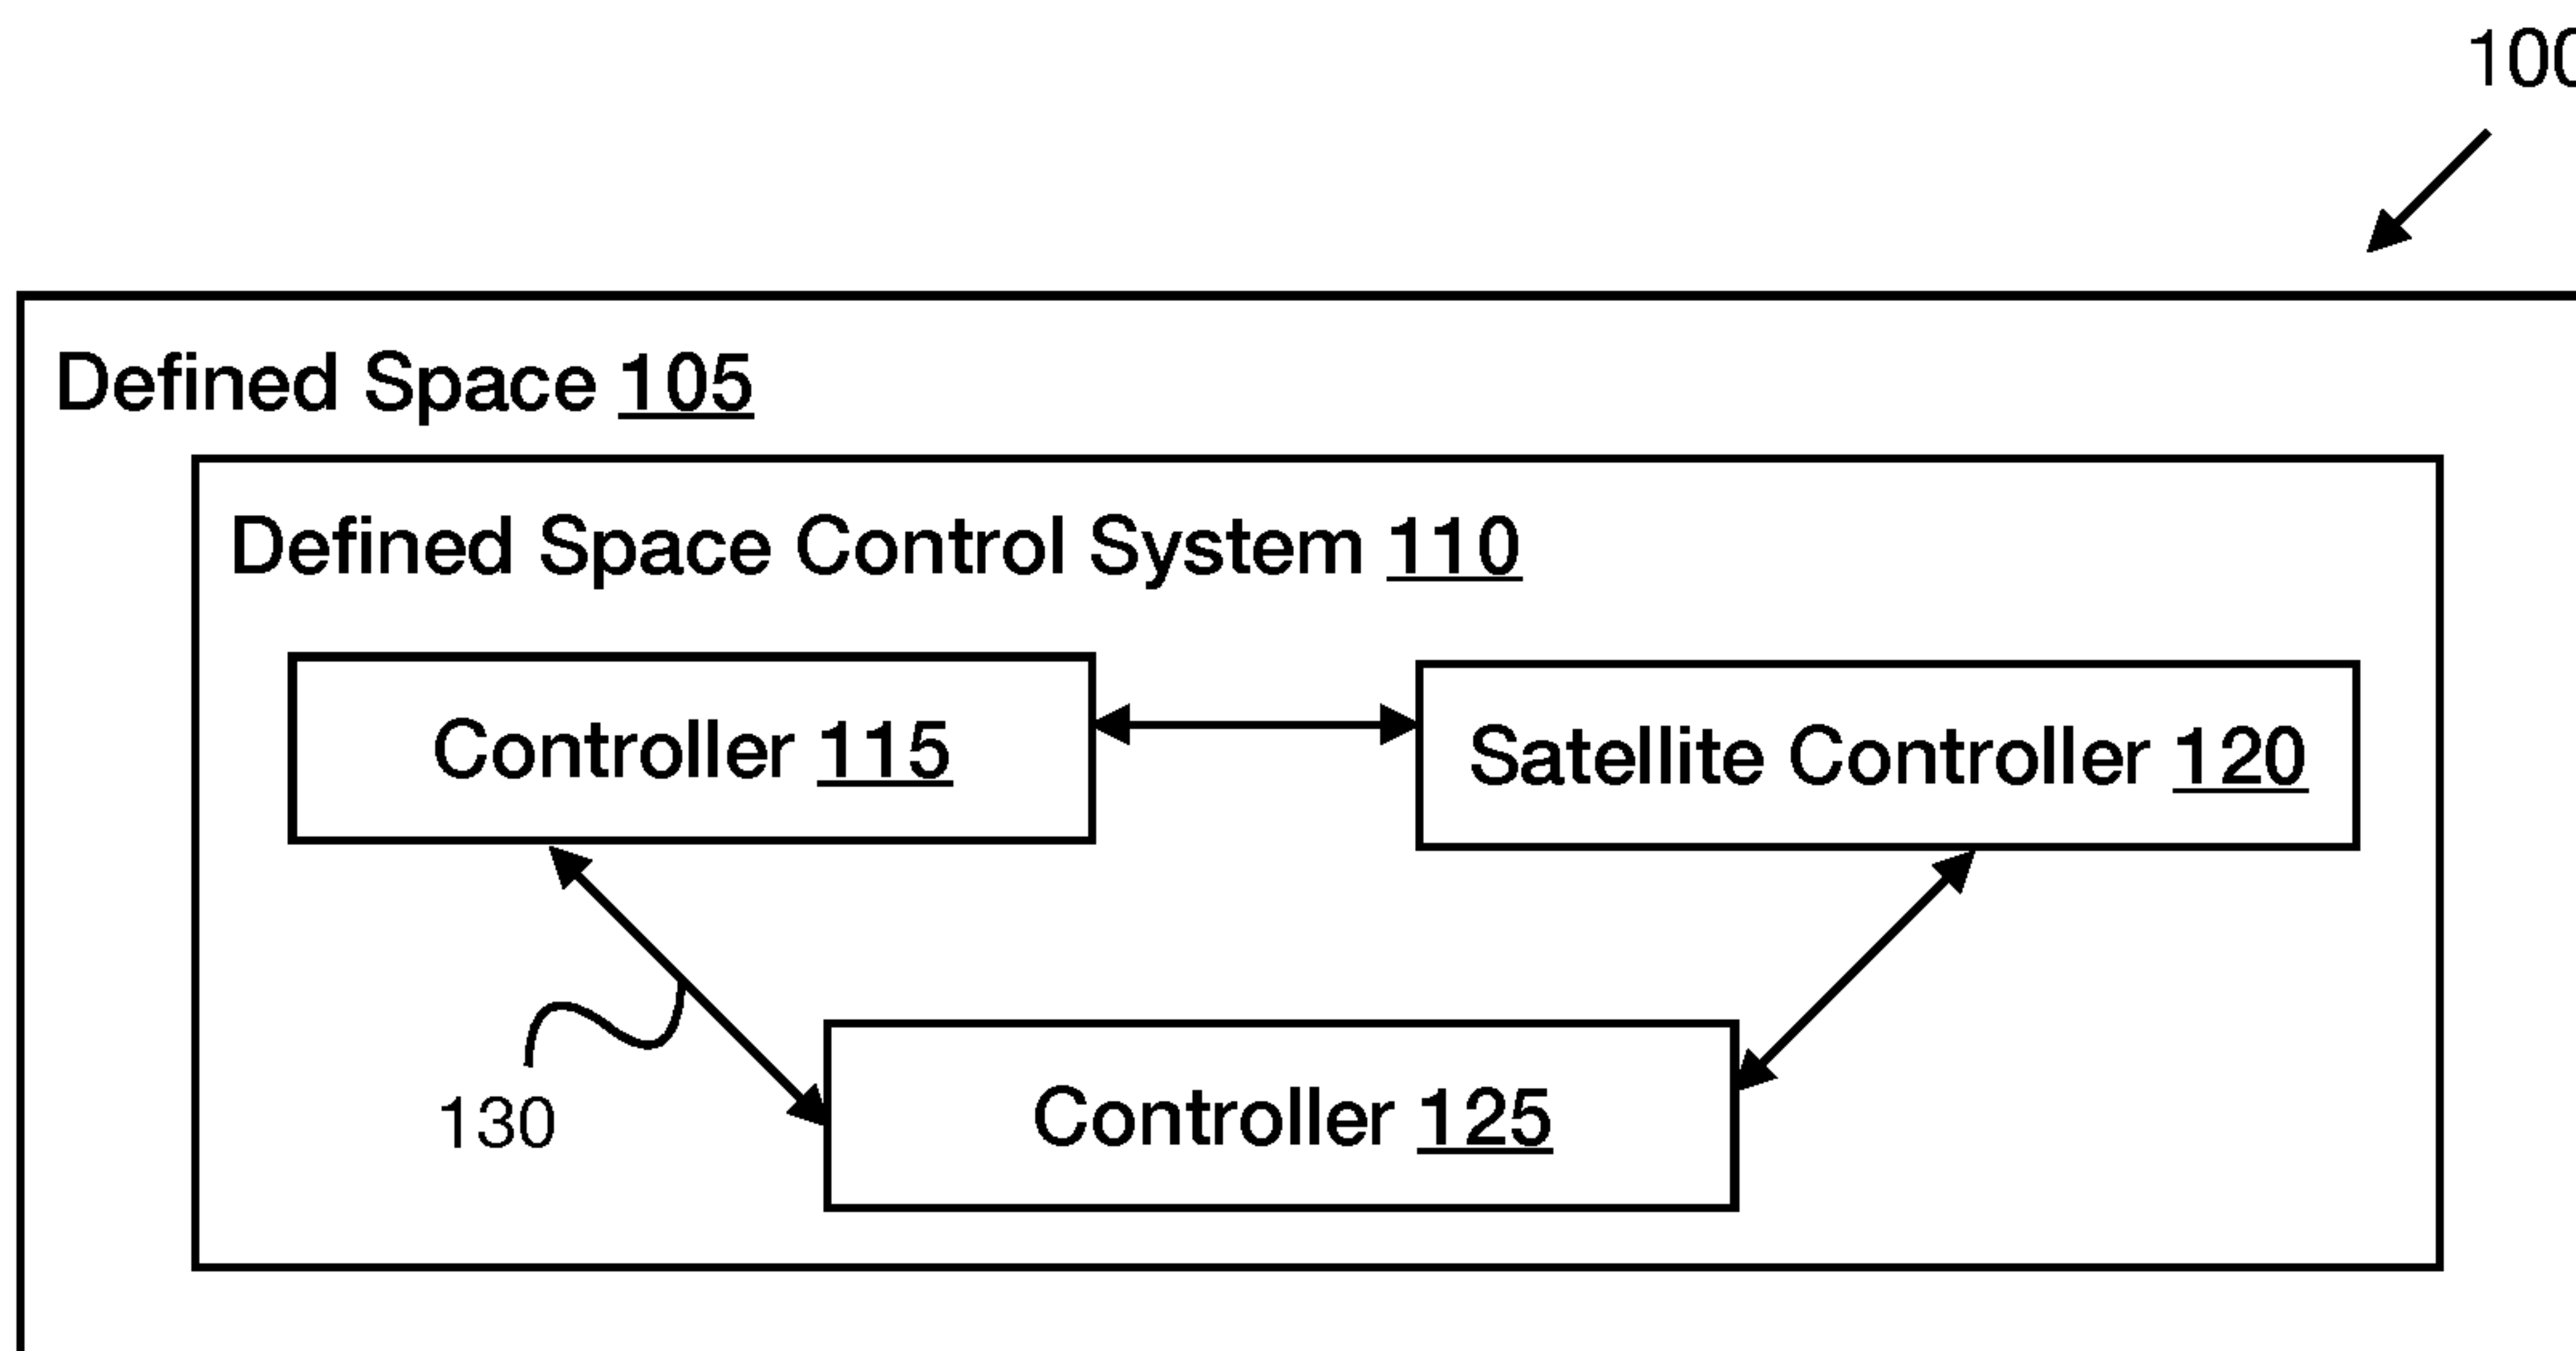 100
Defined Space 105
Defined Space Control System 110
Controller 115
Satellite Controller 120
130
Controller 125